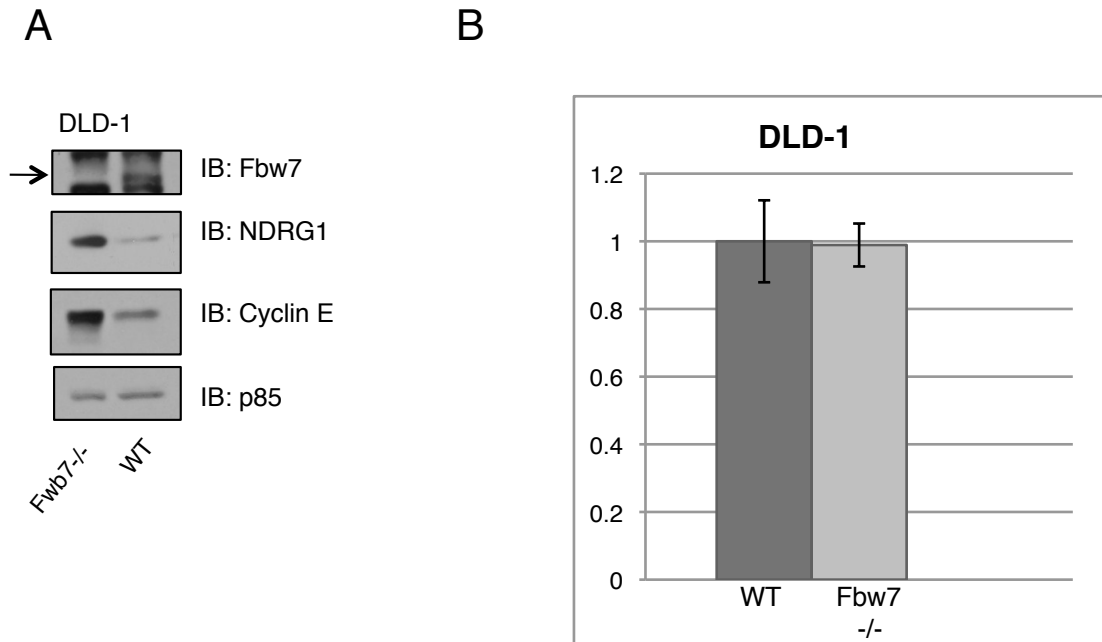 A
B
DLD-1
IB: Fbw7
IB: NDRG1
IB: Cyclin E
IB: p85
Fwb7-/-
WT
DLD-1
1.2
1
0.8
0.6
0.4
0.2
0
WT
Fbw7
-/-